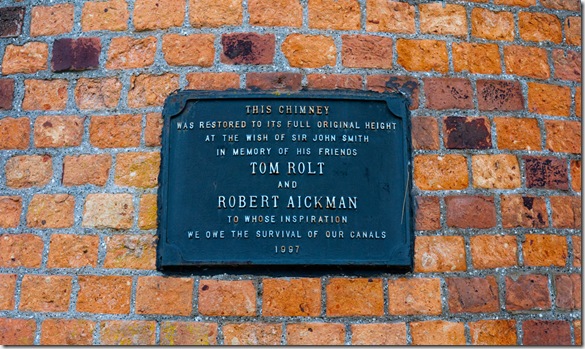 THIS CHIMNEY
WAS RESTORED TO ITS FULL ORIGINAL HEIGHT
AT THE WISH OF SIR JOHN SMITH
IN MEMORY OF HIS FRIENDS
TOM ROLT
AND
ROBERT AICKMAN
TO WHOSE INSPIRATION
WE OWE THE SURVIVAL OF OUR CANALS
1997